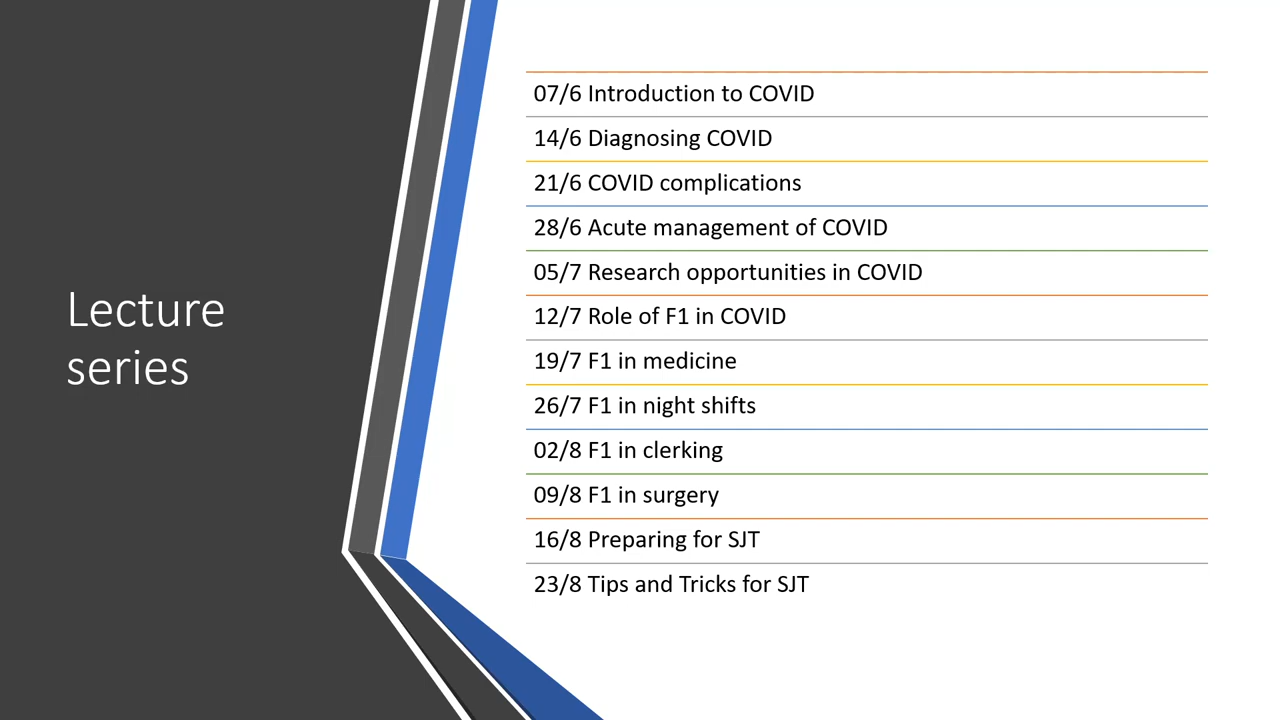 Lecture
series
07/6 Introduction to COVID
14/6 Diagnosing COVID
21/6 COVID complications
28/6 Acute management of COVID
05/7 Research opportunities in COVID
12/7 Role of F1 in COVID
19/7 F1 in medicine
26/7 F1 in night shifts
02/8 F1 in clerking
09/8 F1 in surgery
16/8 Preparing for SJT
23/8 Tips and Tricks for SJT